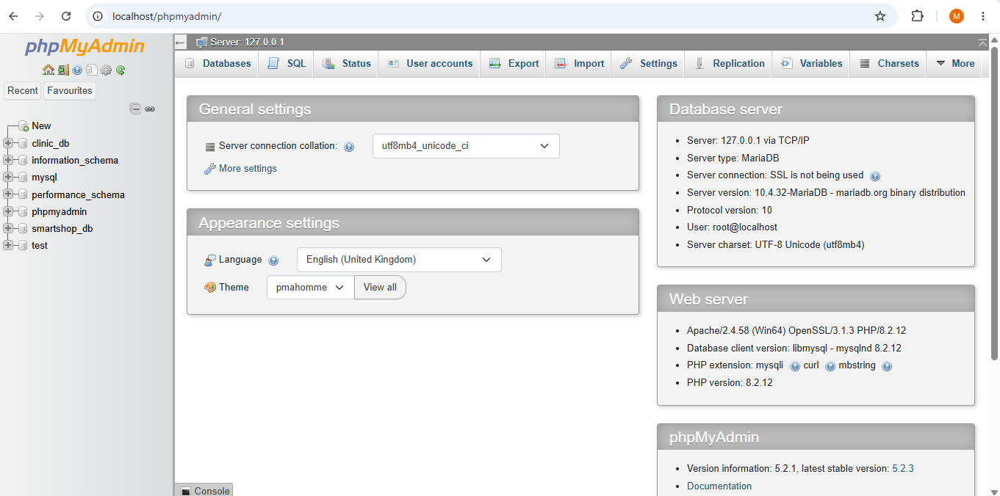 localhost/phpmyadmin/
M
phpMyAdmin
Recent
Favourites
New
clinic_db
information_schema
mysql
performance_schema
phpmyadmin
smartshop_db
test
Server: 127.0.0.1
Databases
SQL
Status
User accounts
Export
Import
Settings
Replication
Variables
Charsets
More
General settings
Server connection collation:
utf8mb4_unicode_ci
More settings
Appearance settings
Language
English (United Kingdom)
Theme
pmahomme
View all
Database server
Server: 127.0.0.1 via TCP/IP
Server type: MariaDB
Server connection: SSL is not being used
Server version: 10.4.32-MariaDB - mariadb.org binary distribution
Protocol version: 10
User: root@localhost
Server charset: UTF-8 Unicode (utf8mb4)
Web server
Apache/2.4.58 (Win64) OpenSSL/3.1.3 PHP/8.2.12
Database client version: libmysql - mysqlnd 8.2.12
PHP extension: mysqli curl mbstring
PHP version: 8.2.12
phpMyAdmin
Version information: 5.2.1, latest stable version: 5.2.3
Documentation
Console